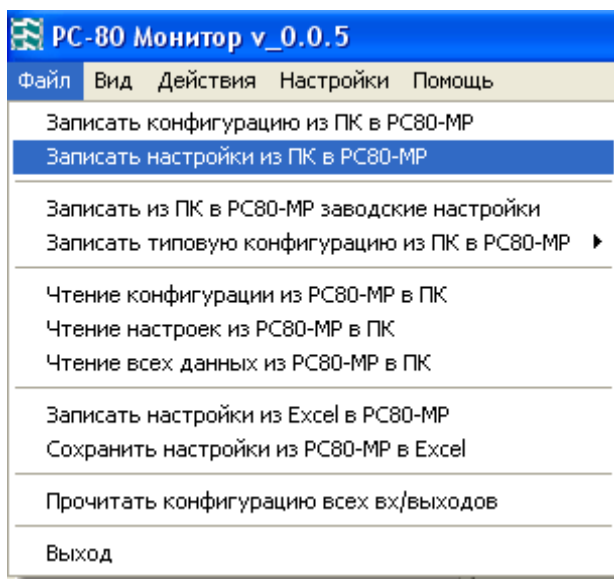 РС-80 Монитор v_0.0.5
Файл Вид Действия Настройки Помощь
Записать конфигурацию из ПК в РС80-МР
Записать настройки из ПК в РС80-МР
Записать из ПК в РС80-МР заводские настройки
Записать типовую конфигурацию из ПК в РС80-МР
Чтение конфигурации из РС80-МР в ПК
Чтение настроек из РС80-МР в ПК
Чтение всех данных из РС80-МР в ПК
Записать настройки из Excel в РС80-МР
Сохранить настройки из РС80-МР в Excel
Прочитать конфигурацию всех вх/выходов
Выход